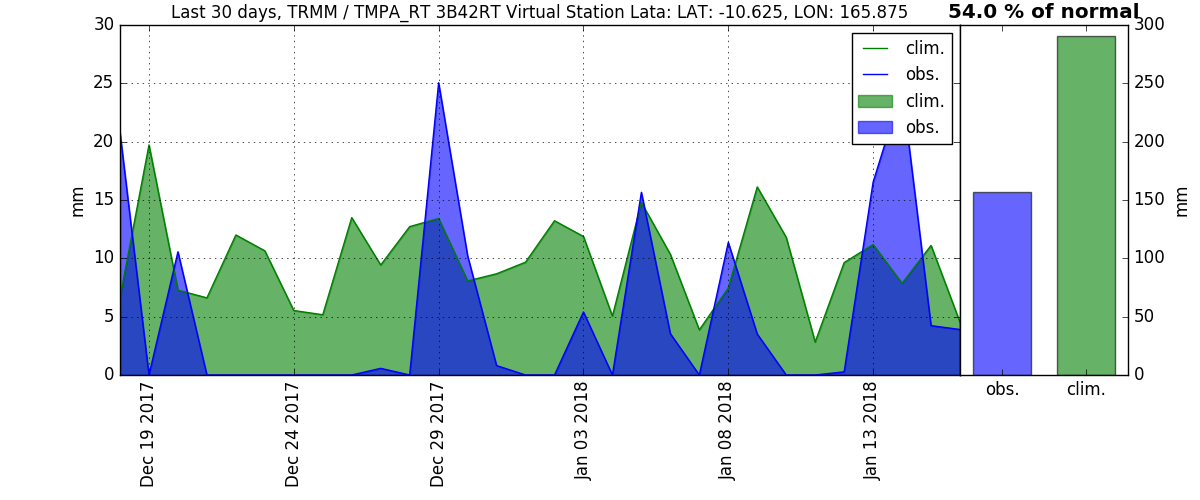 Last 30 days, TRMM / TMPA_RT 3B42RT Virtual Station Lata: LAT: -10.625, LON: 165.875
54.0 % of normal
30
25
20
15
10
5
0
mm
clim.
obs.
clim.
obs.
Dec 19 2017
Dec 24 2017
Dec 29 2017
Jan 03 2018
Jan 08 2018
Jan 13 2018
300
250
200
150
100
50
0
mm
obs.
clim.